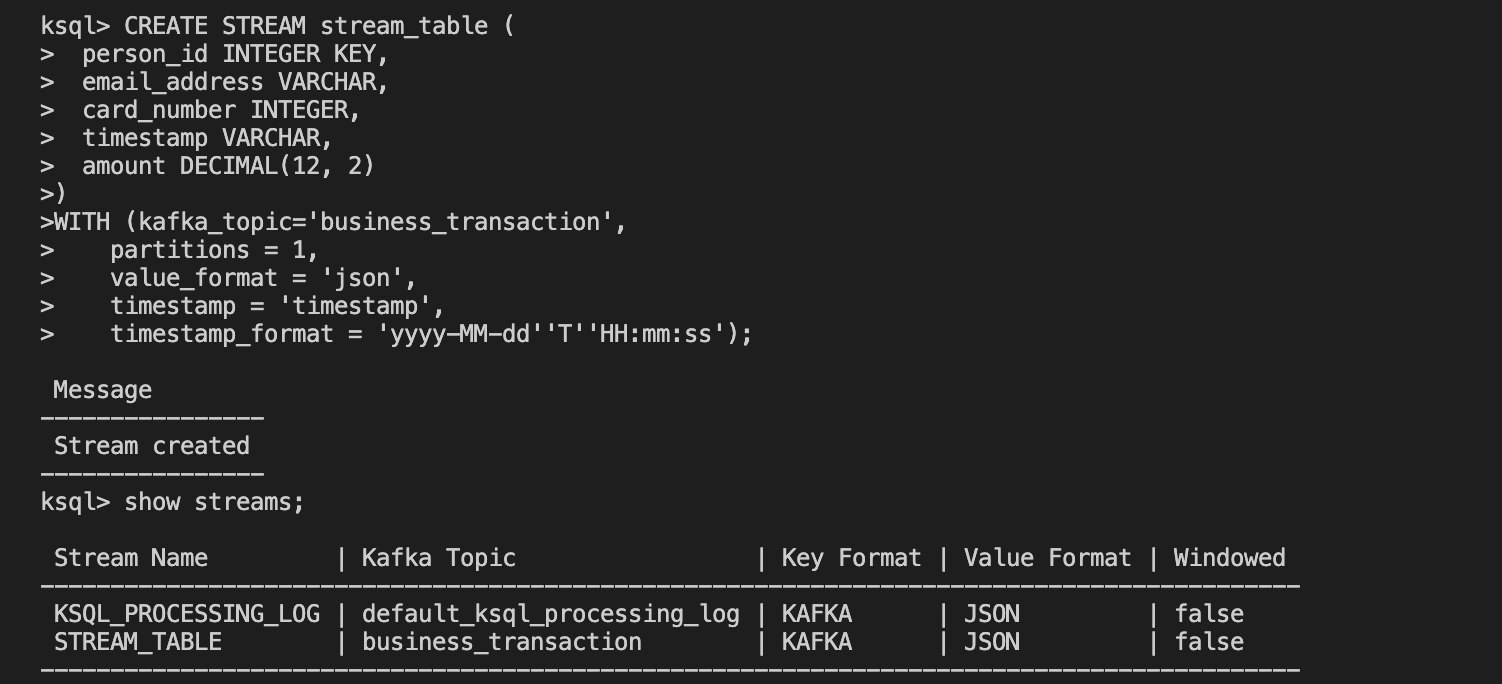 ksql> CREATE STREAM stream_table (
>  person_id INTEGER KEY,
>  email_address VARCHAR,
>  card_number INTEGER,
>  timestamp VARCHAR,
>  amount DECIMAL(12, 2)
>)
>WITH (kafka_topic='business_transaction',
>    partitions = 1,
>    value_format = 'json',
>    timestamp = 'timestamp',
>    timestamp_format = 'yyyy-MM-dd''T''HH:mm:ss');
 Message
----------------
 Stream created
----------------
ksql> show streams;
 Stream Name         | Kafka Topic                 | Key Format | Value Format | Windowed
------------------------------------------------------------------------------------------
 KSQL_PROCESSING_LOG | default_ksql_processing_log | KAFKA      | JSON         | false
 STREAM_TABLE        | business_transaction        | KAFKA      | JSON         | false
------------------------------------------------------------------------------------------